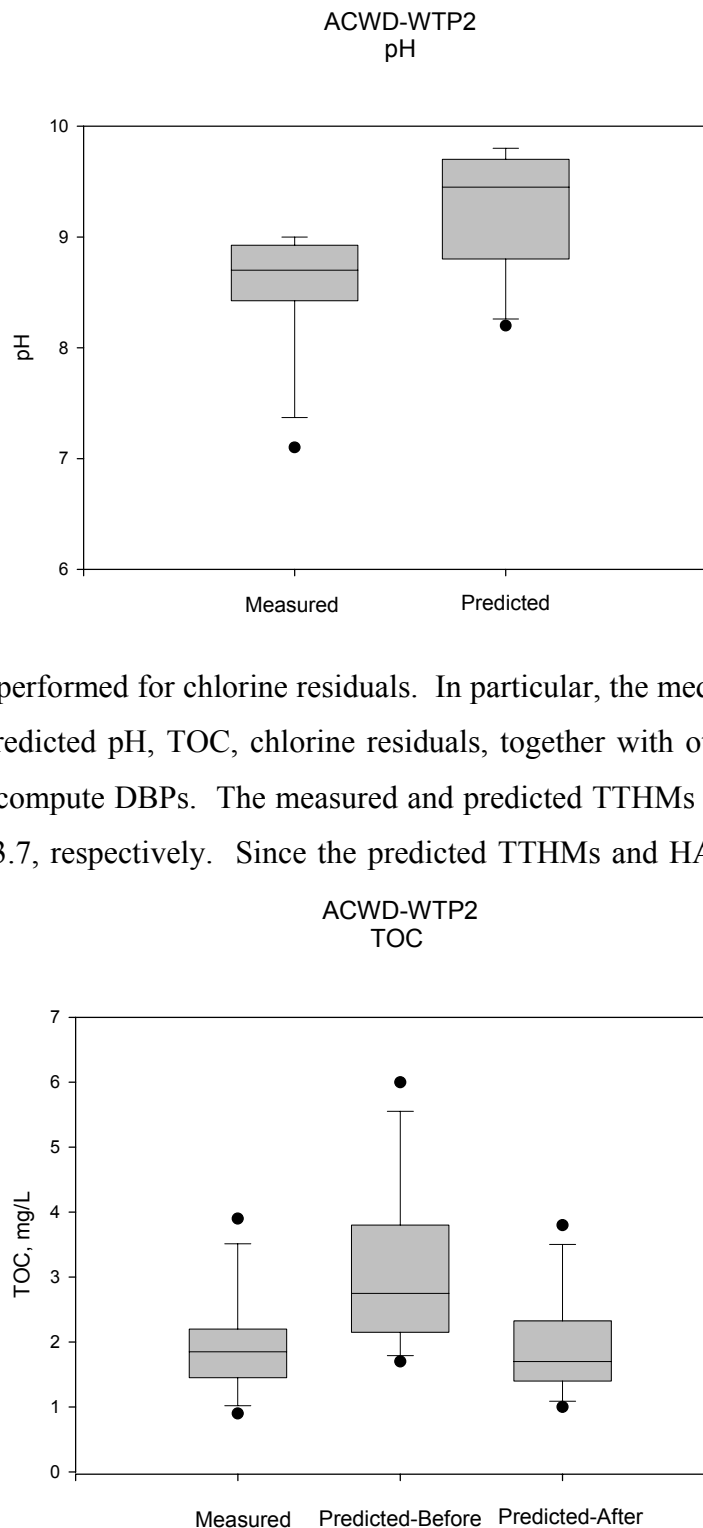 ACWD-WTP2
pH
10
9
8
7
6
pH
Measured Predicted
performed for chlorine residuals. In particular, the med
redicted pH, TOC, chlorine residuals, together with o
compute DBPs. The measured and predicted TTHMs
3.7, respectively. Since the predicted TTHMs and HA
ACWD-WTP2
TOC
7
6
5
4
3
2
1
0
TOC, mg/L
Measured Predicted-Before Predicted-After